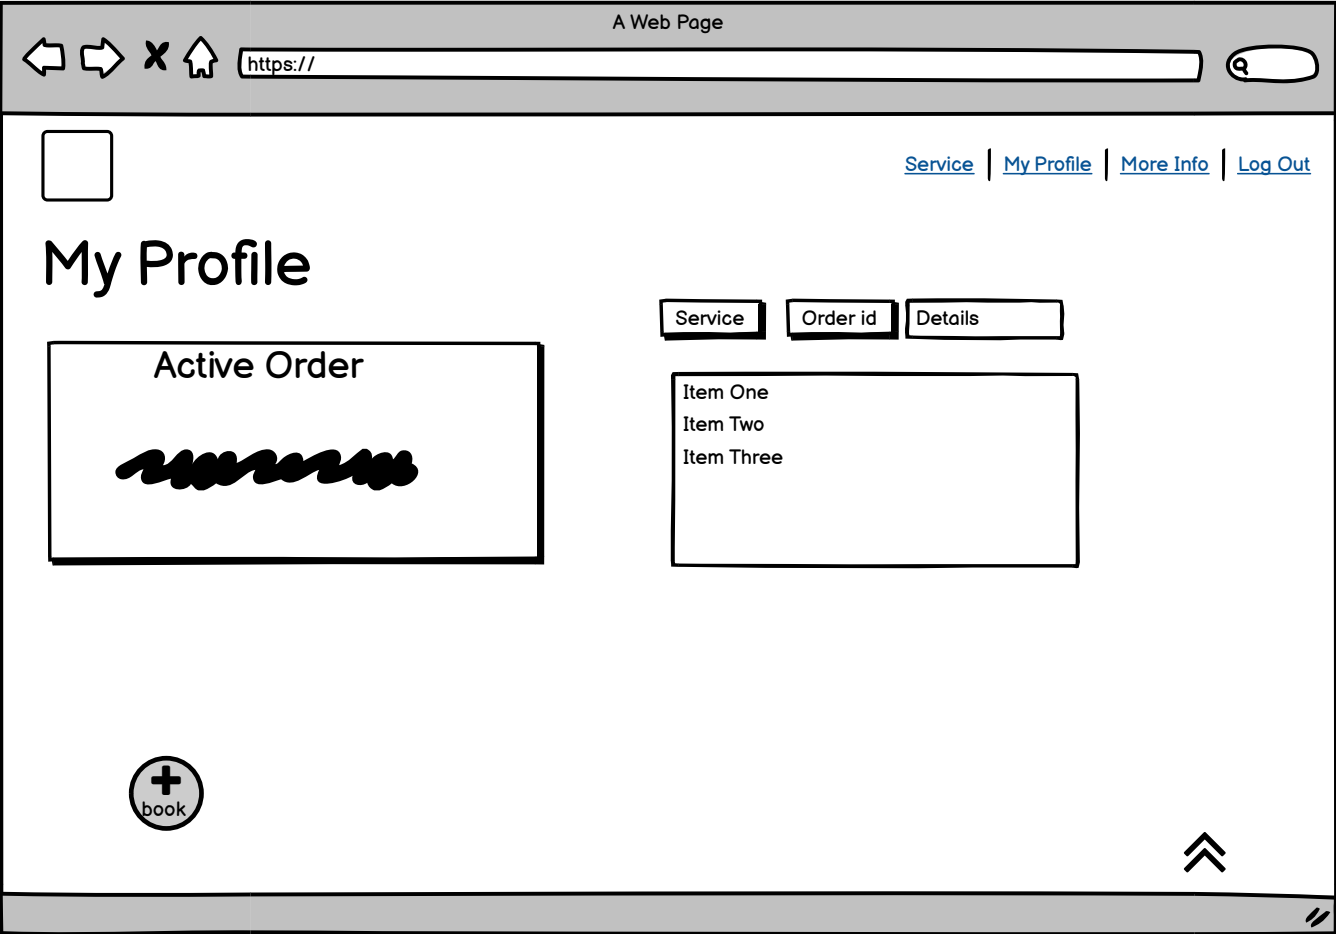 A Web Page
https://
Service
My Profile
More Info
Log Out
My Profile
Service
Order id
Details
Active Order
Item One
Item Two
Item Three
book